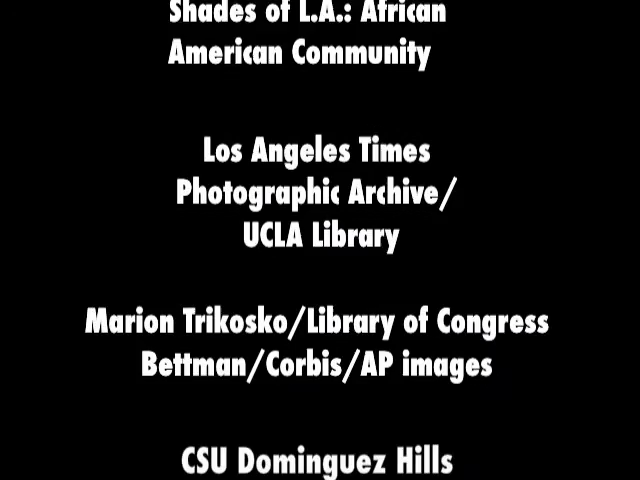 Shades of L.A.: African
American Community
Los Angeles Times
Photographic Archive/
UCLA Library
Marion Trikosko/Library of Congress
Bettman/Corbis/AP images
CSU Dominguez Hills